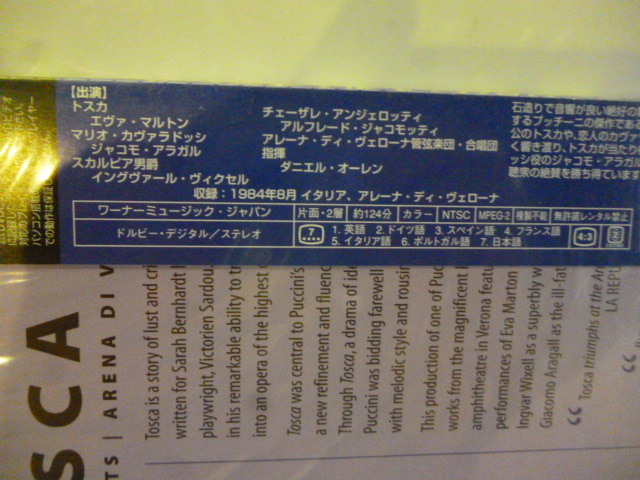 【出演】
トスカ
エヴァ・マルトン
マリオ・カヴァラドッシ
ジャコモ・アラガル
スカルピア男爵
イングヴァール・ヴィクセル
チェーザレ・アンジェロッティ
アルフレード・ジャコモッティ
アレーナ・ディ・ヴェローナ管弦楽団・合唱団
指揮
ダニエル・オーレン
収録：1984年8月 イタリア、アレーナ・ディ・ヴェローナ
石造りで音響が良い絶好の
するプッチーニの傑作であ
公のトスカや、恋人のカヴ
く響き渡り、トスカが当たり
ッシ役のジャコモ・アラガル
聴衆の絶賛を勝ち得ています
ワーナーミュージック・ジャパン 片面・2層 約124分 カラー NTSC MPEG-2 複製不能 無許諾レンタル禁止
ドルビー・デジタル／ステレオ 7 1. 英語 2. ドイツ語 3. スペイン語 4. フランス語
5. イタリア語 6. ポルトガル語 7. 日本語 4:3 2
SCA
TS | ARENA DI V
Tosca is a story of lust and cr
written for Sarah Bernhardt
playwright, Victorien Sardou.
in his remarkable ability to tr
into an opera of the highest
Tosca was central to Puccini's
a new refinement and fluenc
Through Tosca, a drama of ide
Puccini was bidding farewell
with melodic style and rousin
This production of one of Puc
works from the magnificent
amphitheatre in Verona featu
performances of Eva Marton
Ingvar Wixell as a superbly w
Giacomo Aragall as the ill-fat
“ Tosca triumphs at the Ar
LA REPU